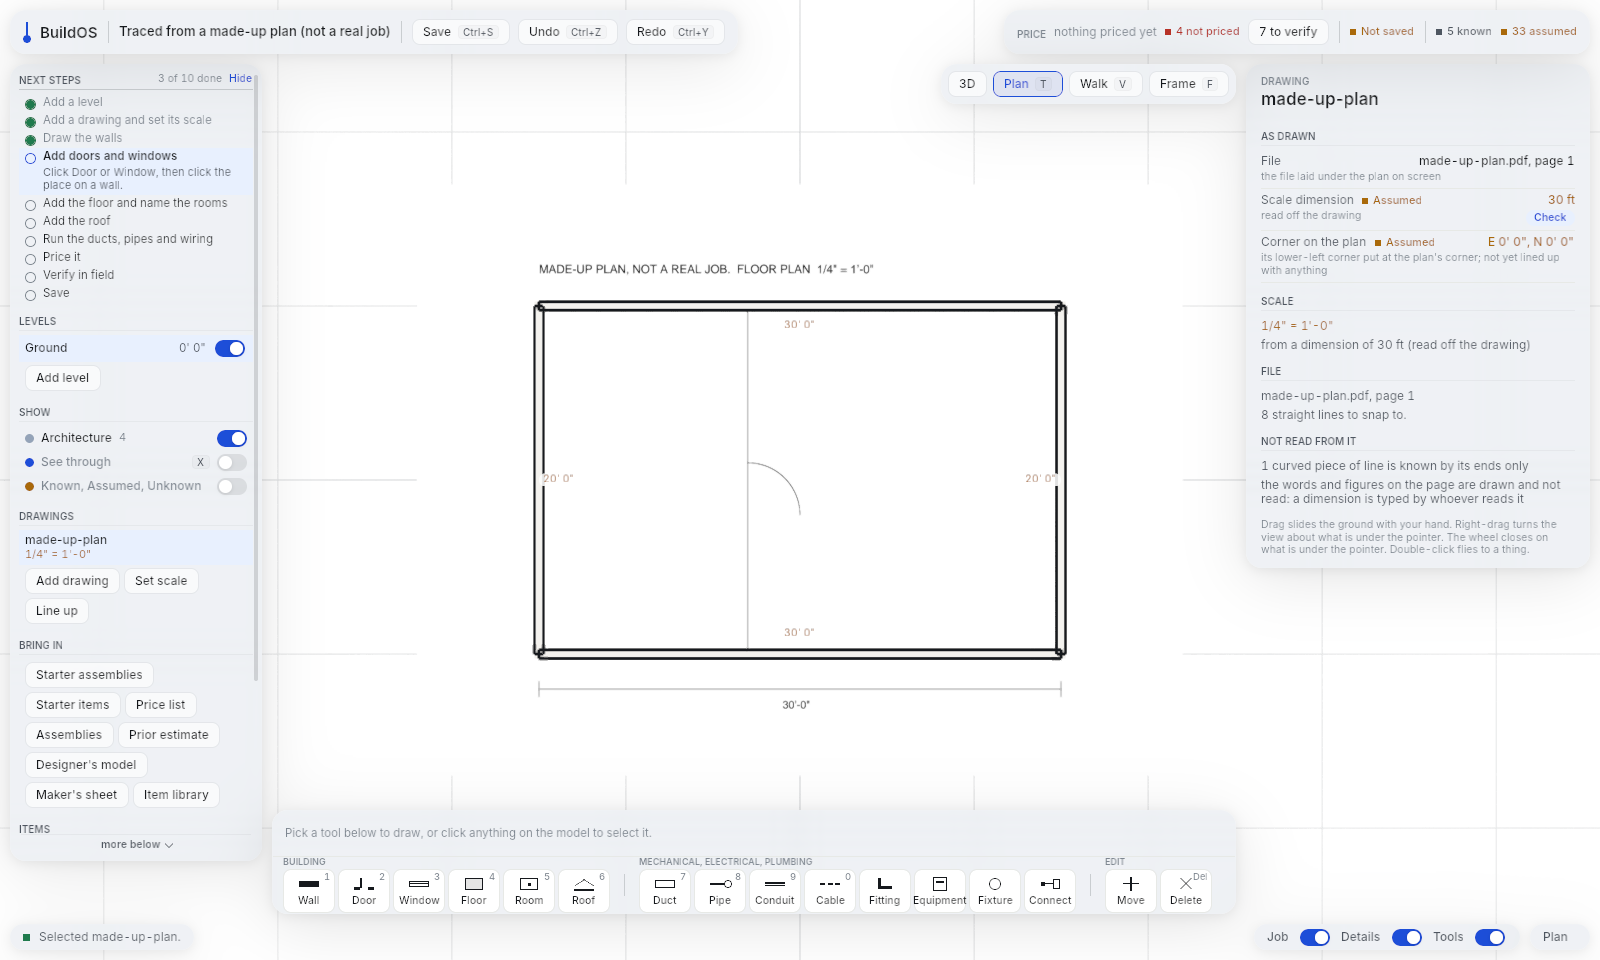 BuildOS
Traced from a made-up plan (not a real job)
Save Ctrl+S
Undo Ctrl+Z
Redo Ctrl+Y
PRICE nothing priced yet
4 not priced
7 to verify
Not saved
5 known
33 assumed
NEXT STEPS
3 of 10 done Hide
Add a level
Add a drawing and set its scale
Draw the walls
Add doors and windows
Click Door or Window, then click the
place on a wall.
Add the floor and name the rooms
Add the roof
Run the ducts, pipes and wiring
Price it
Verify in field
Save
LEVELS
Ground 0' 0"
Add level
SHOW
Architecture 4
See through X
Known, Assumed, Unknown
DRAWINGS
made-up-plan
1/4" = 1'-0"
Add drawing
Set scale
Line up
BRING IN
Starter assemblies
Starter items
Price list
Assemblies
Prior estimate
Designer's model
Maker's sheet
Item library
ITEMS
more below
3D
Plan T
Walk V
Frame F
MADE-UP PLAN, NOT A REAL JOB. FLOOR PLAN 1/4" = 1'-0"
30' 0"
20' 0"
20' 0"
30' 0"
30'-0"
DRAWING
made-up-plan
AS DRAWN
File made-up-plan.pdf, page 1
the file laid under the plan on screen
Scale dimension Assumed 30 ft
read off the drawing Check
Corner on the plan Assumed E 0' 0", N 0' 0"
its lower-left corner put at the plan's corner; not yet lined up
with anything
SCALE
1/4" = 1'-0"
from a dimension of 30 ft (read off the drawing)
FILE
made-up-plan.pdf, page 1
8 straight lines to snap to.
NOT READ FROM IT
1 curved piece of line is known by its ends only
the words and figures on the page are drawn and not
read: a dimension is typed by whoever reads it
Drag slides the ground with your hand. Right-drag turns the
view about what is under the pointer. The wheel closes on
what is under the pointer. Double-click flies to a thing.
Pick a tool below to draw, or click anything on the model to select it.
BUILDING
1 Wall
2 Door
3 Window
4 Floor
5 Room
6 Roof
MECHANICAL, ELECTRICAL, PLUMBING
7 Duct
8 Pipe
9 Conduit
0 Cable
Fitting
Equipment
Fixture
Connect
EDIT
Move
Del Delete
Selected made-up-plan.
Job
Details
Tools
Plan